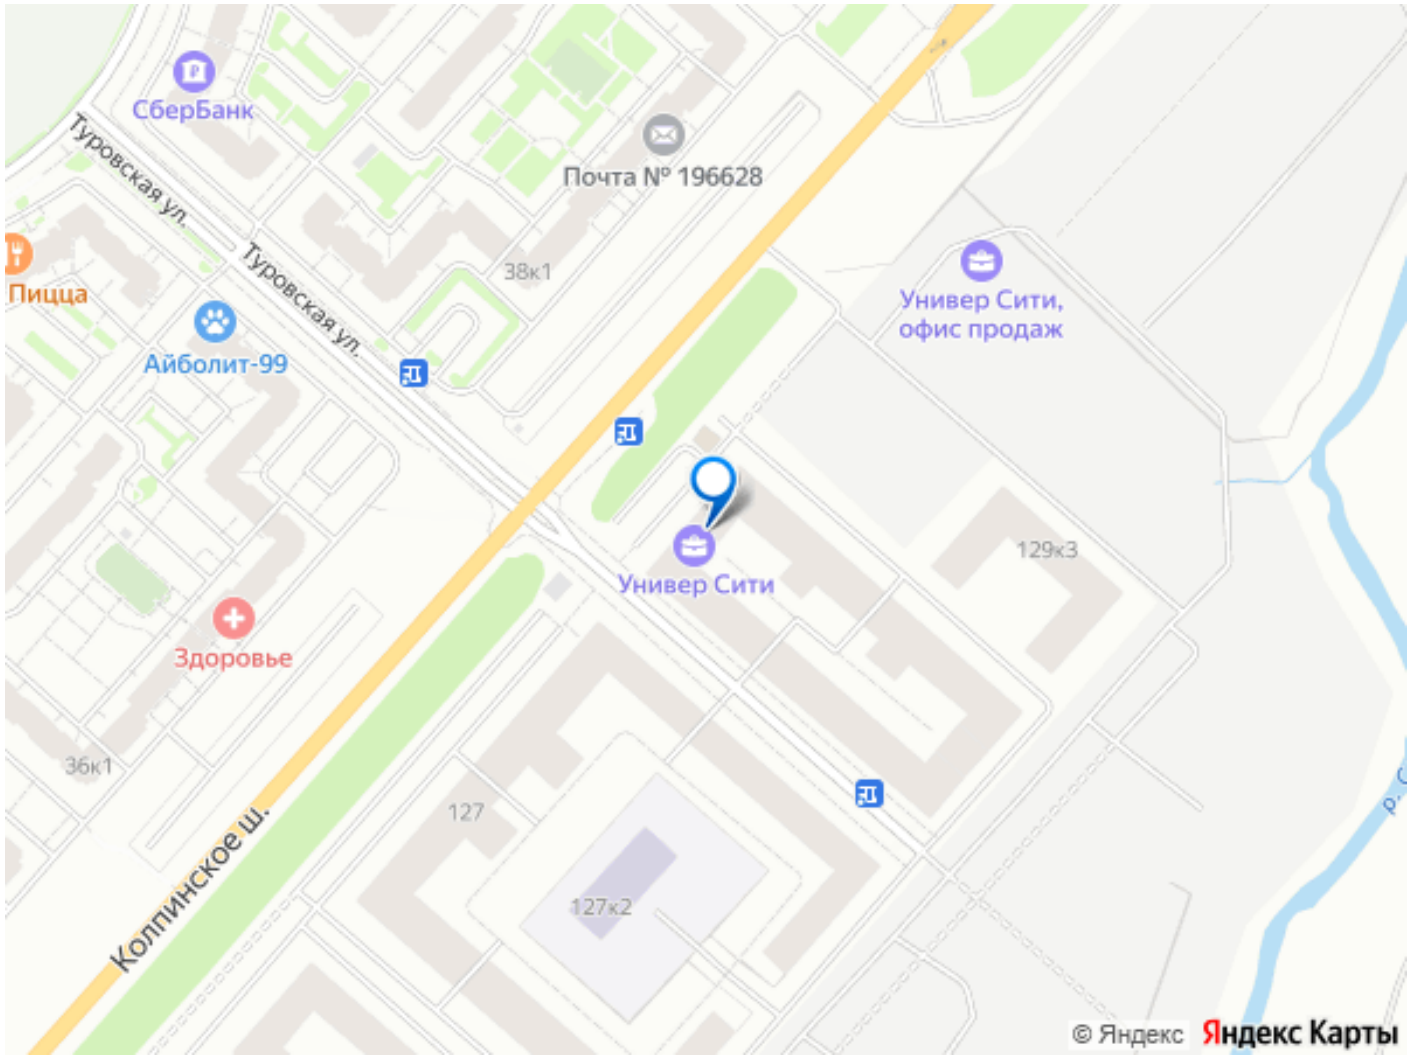 СберБанк
Туровская ул.
Почта № 196628
Пицца
Туровская ул.
38к1
Универ Сити,
офис продаж
Айболит-99
129к3
Универ Сити
Здоровье
36к1
127
Колпинское ш.
127к2
© Яндекс Яндекс Карты